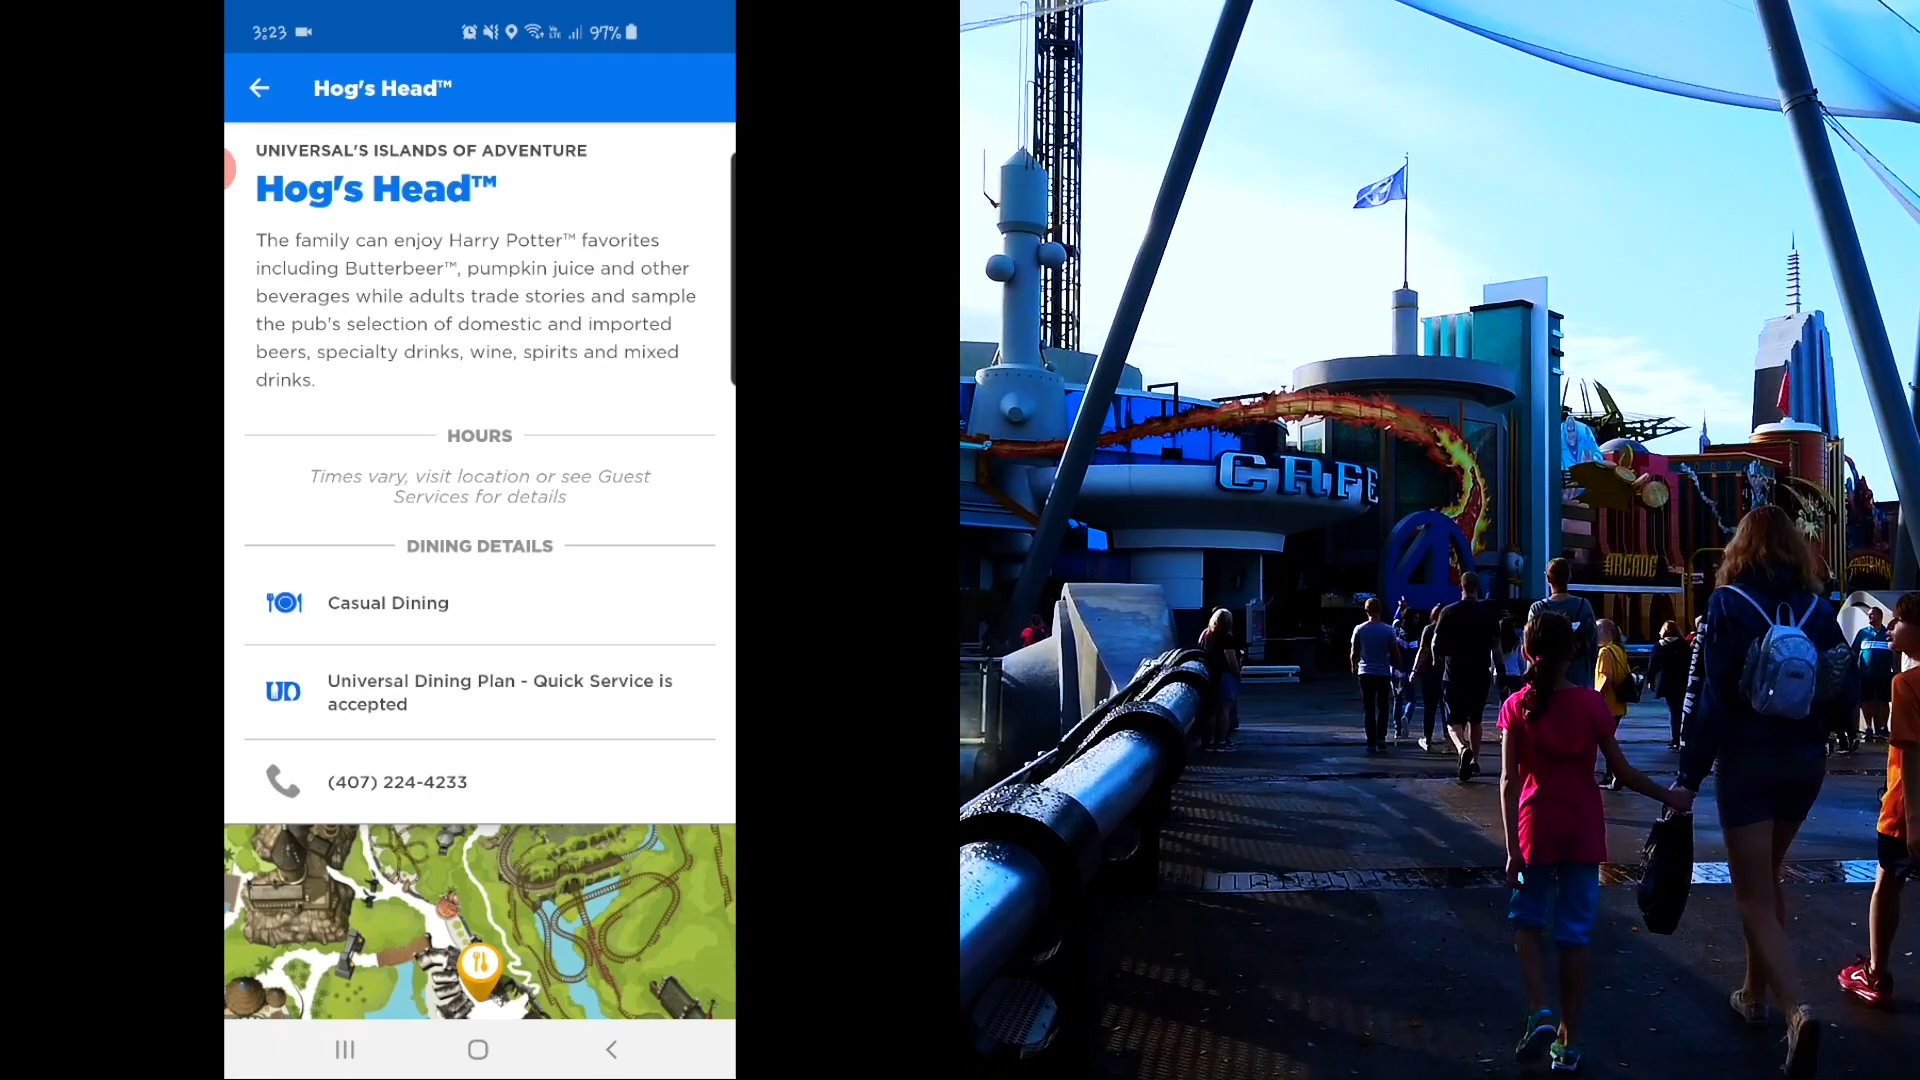 3:23
97%
Hog's Head™
UNIVERSAL'S ISLANDS OF ADVENTURE
Hog's Head™
The family can enjoy Harry Potter™ favorites
including Butterbeer™, pumpkin juice and other
beverages while adults trade stories and sample
the pub's selection of domestic and imported
beers, specialty drinks, wine, spirits and mixed
drinks.
HOURS
Times vary, visit location or see Guest
Services for details
DINING DETAILS
Casual Dining
UD
Universal Dining Plan - Quick Service is
accepted
(407) 224-4233
CAFE
4
ARCADE
SPIDER-MAN